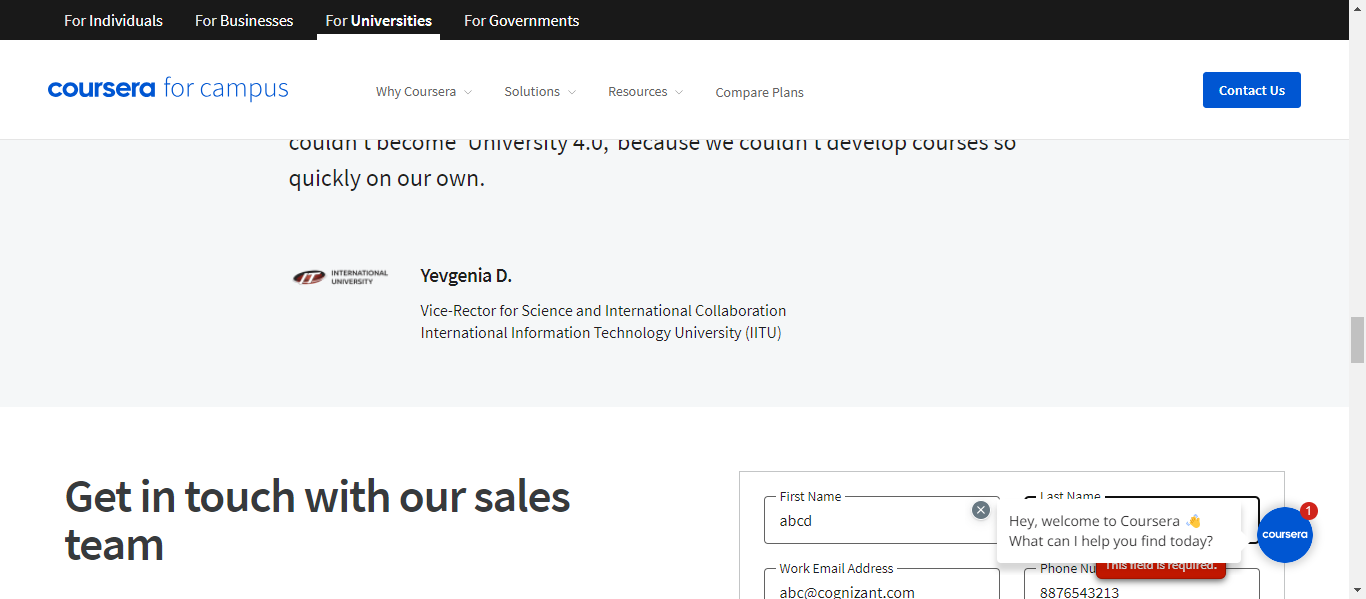 For Individuals For Businesses For Universities For Governments
coursera for campus Why Coursera Solutions Resources Compare Plans Contact Us
couldn't become 'University 4.0,' because we couldn't develop courses so
quickly on our own.
INTERNATIONAL
UNIVERSITY
Yevgenia D.
Vice-Rector for Science and International Collaboration
International Information Technology University (IITU)
Get in touch with our sales
team
First Name
abcd
Last Name
Hey, welcome to Coursera 👋
What can I help you find today?
coursera
1
This field is required.
Work Email Address
abc@cognizant.com
Phone Nu
8876543213